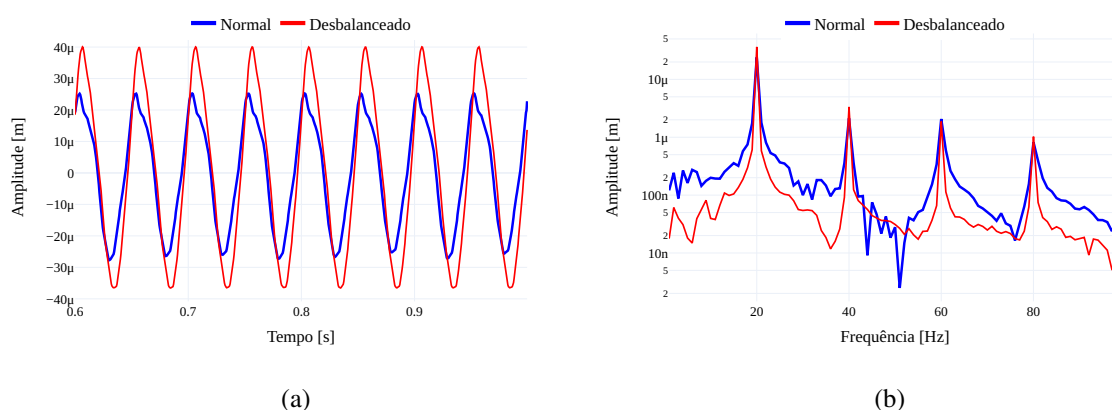 Normal Desbalanceado
40μ
30μ
20μ
10μ
0
−10μ
−20μ
−30μ
−40μ
0.6 0.7 0.8 0.9
Tempo [s]
Amplitude [m]
(a)
Normal Desbalanceado
5
2
10μ
5
2
1μ
5
2
100n
5
2
10n
5
2
20 40 60 80
Frequência [Hz]
Amplitude [m]
(b)